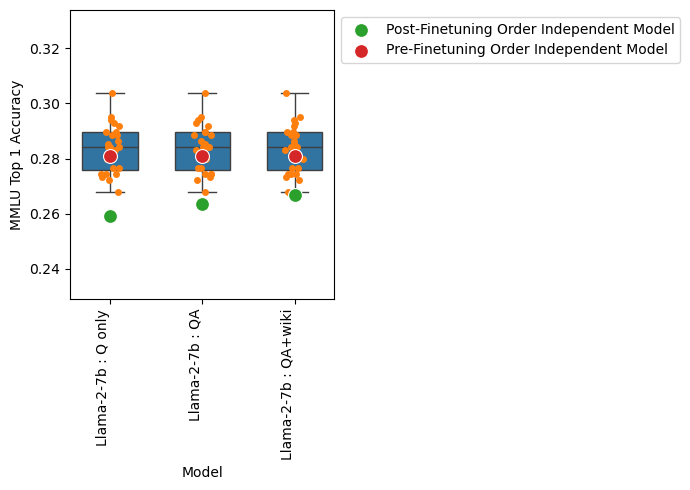 Post-Finetuning Order Independent Model
Pre-Finetuning Order Independent Model
MMLU Top 1 Accuracy
0.32
0.30
0.28
0.26
0.24
Llama-2-7b : Q only
Llama-2-7b : QA
Llama-2-7b : QA+wiki
Model